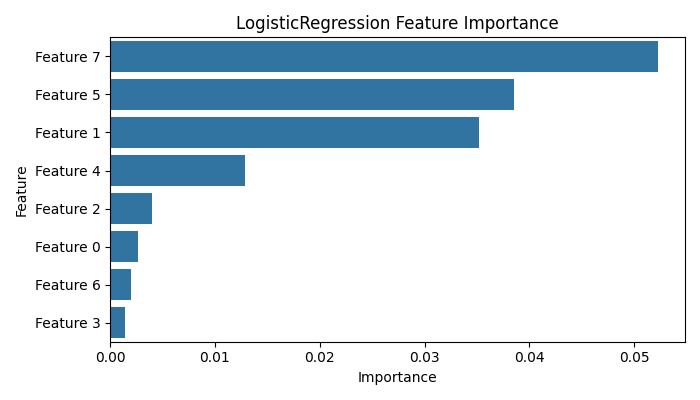 LogisticRegression Feature Importance
Feature 7
Feature 5
Feature 1
Feature 4
Feature 2
Feature 0
Feature 6
Feature 3
Feature
0.00 0.01 0.02 0.03 0.04 0.05
Importance